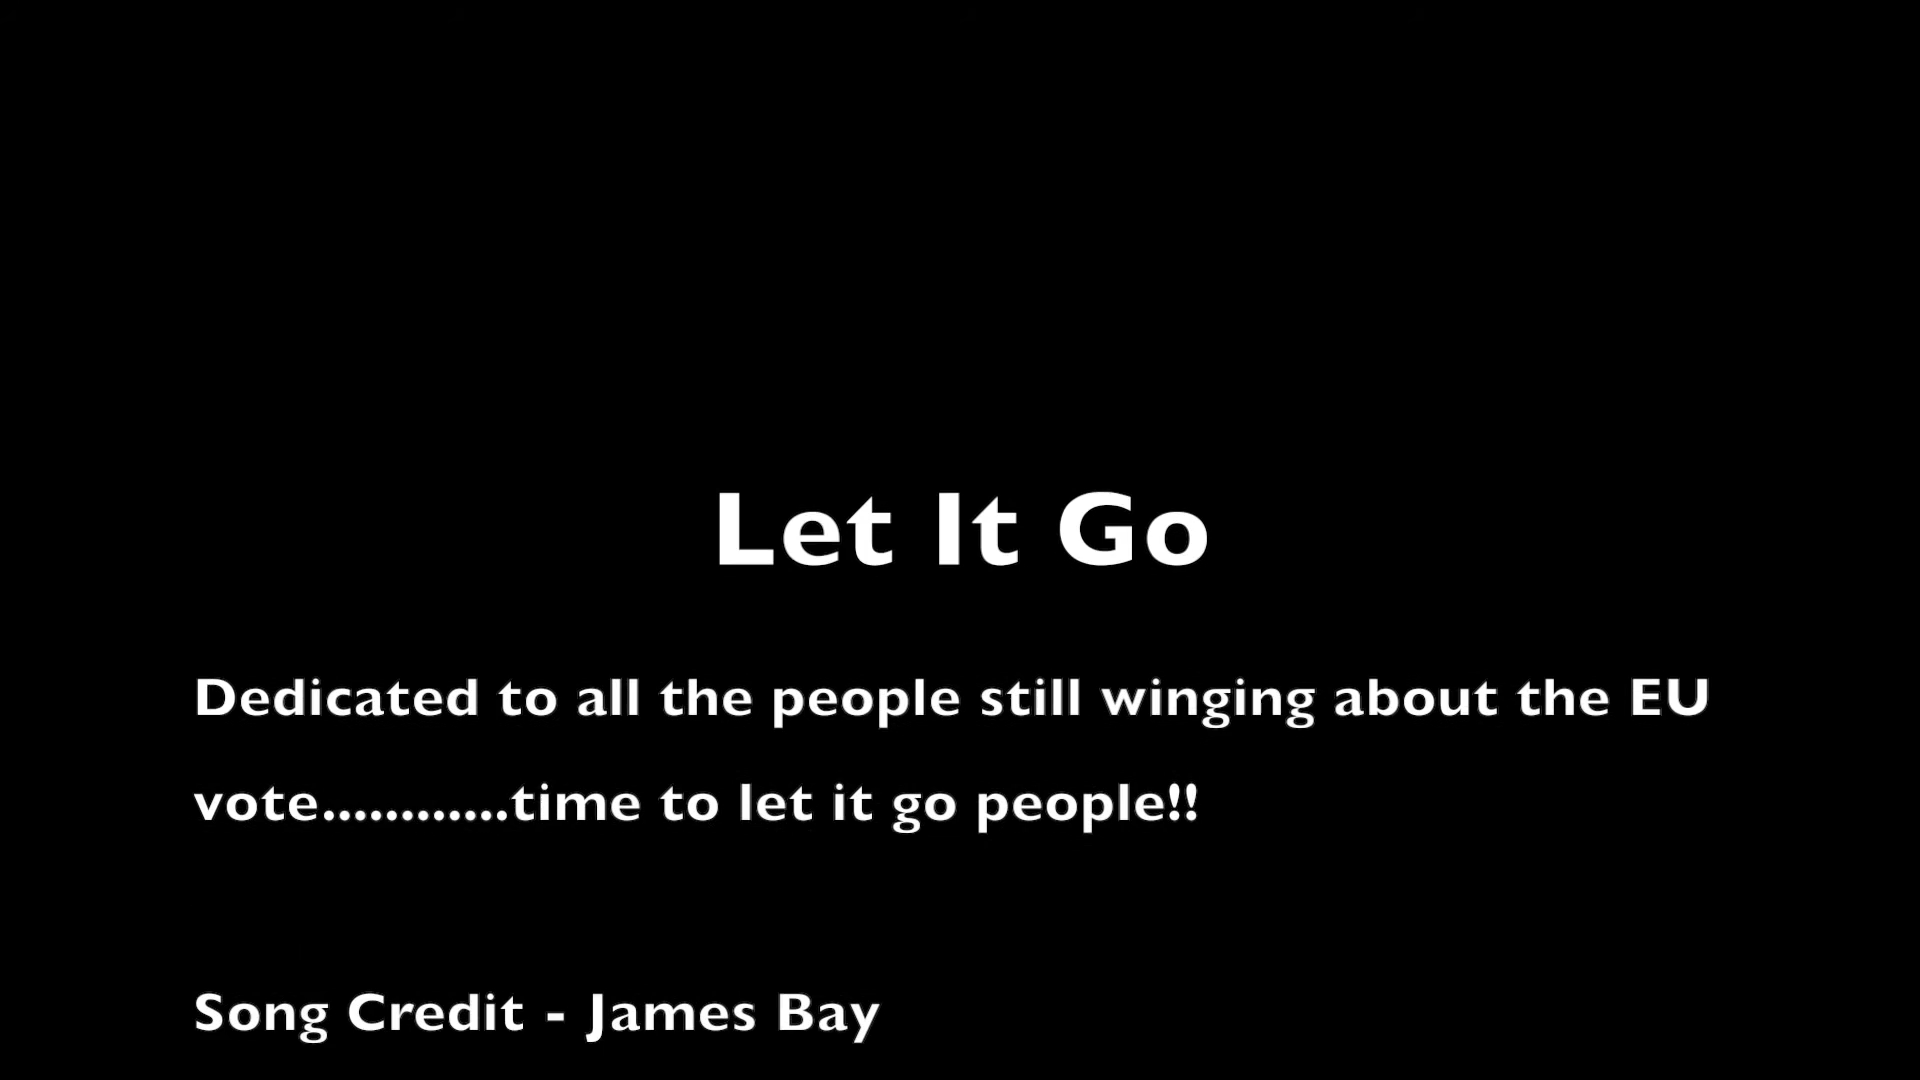 Let It Go
Dedicated to all the people still winging about the EU
vote............time to let it go people!!
Song Credit - James Bay